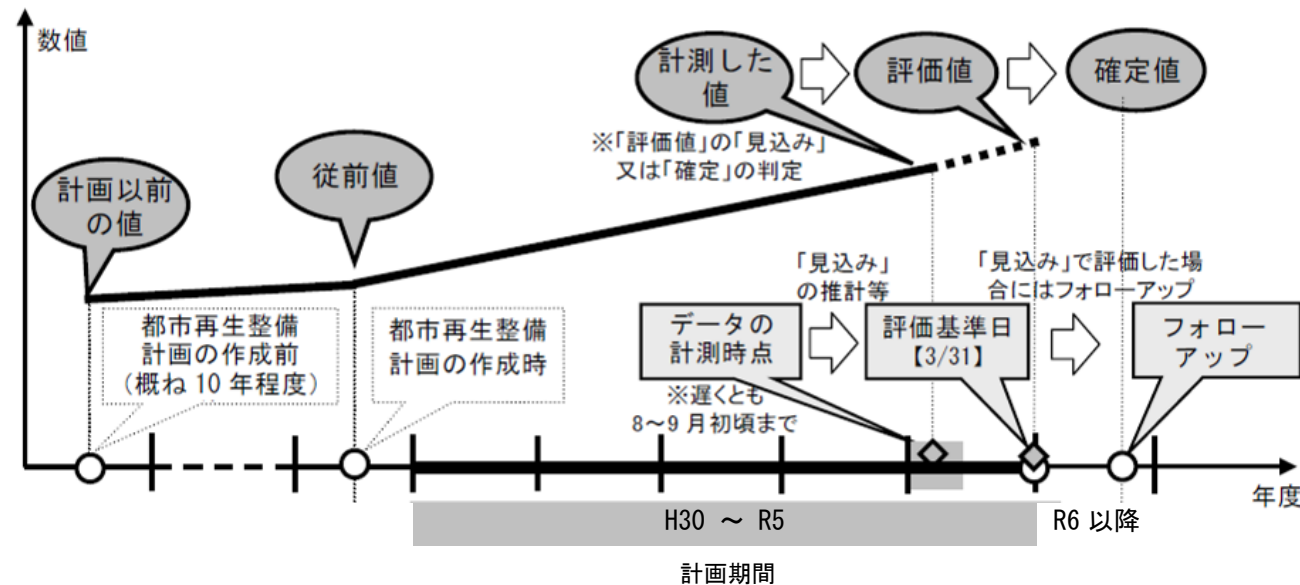 数値
計測した
値
評価値
確定値
※「評価値」の「見込み」
又は「確定」の判定
従前値
計画以前
の値
「見込み」
の推計等
「見込み」で評価した場
合にはフォローアップ
都市再生整備
計画の作成前
(概ね 10 年程度)
都市再生整備
計画の作成時
データの
計測時点
評価基準日
【3/31】
フォロー
アップ
※遅くとも
8～9 月初頃まで
年度
H30 ～ R5
R6 以降
計画期間